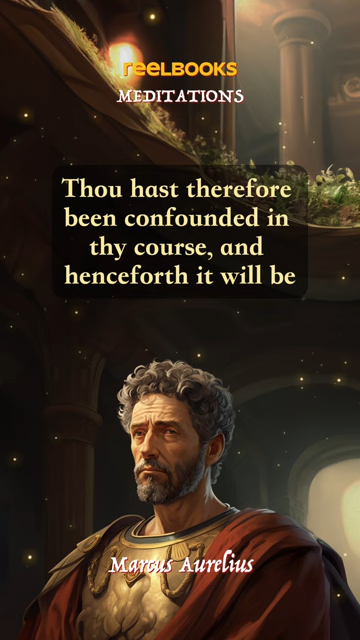 reelBOOKS
MEDITATIONS
Thou hast therefore
been confounded in
thy course, and
henceforth it will be
Marcus Aurelius